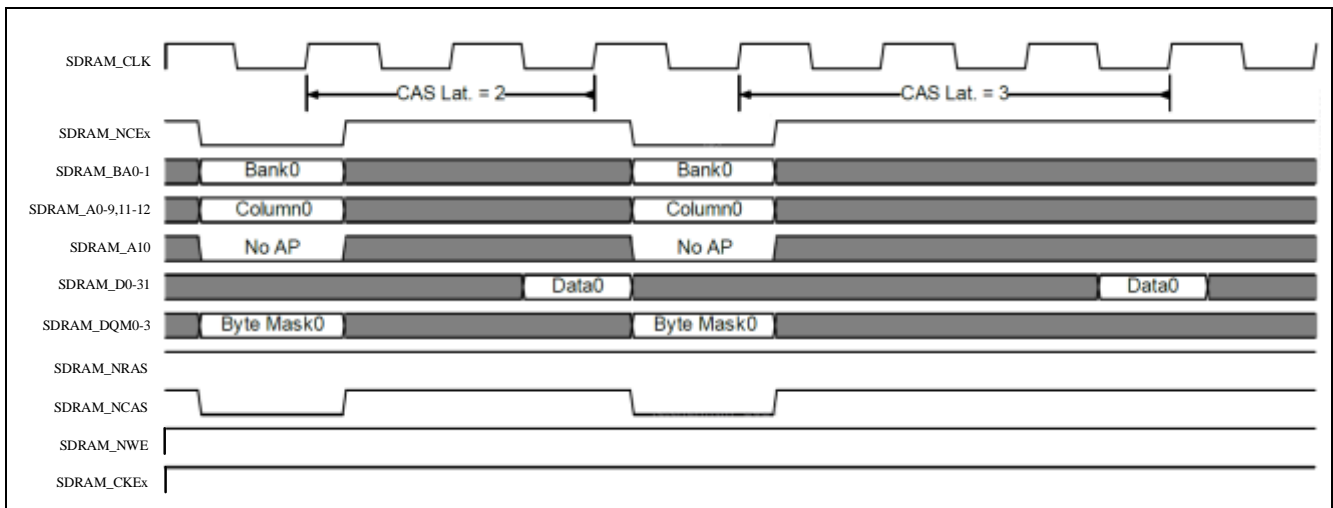 SDRAM_CLK
CAS Lat. = 2
CAS Lat. = 3
SDRAM_NCEx
SDRAM_BA0-1 Bank0 Bank0
SDRAM_A0-9,11-12 Column0 Column0
SDRAM_A10 No AP No AP
SDRAM_D0-31 Data0 Data0
SDRAM_DQM0-3 Byte Mask0 Byte Mask0
SDRAM_NRAS
SDRAM_NCAS
SDRAM_NWE
SDRAM_CKEx